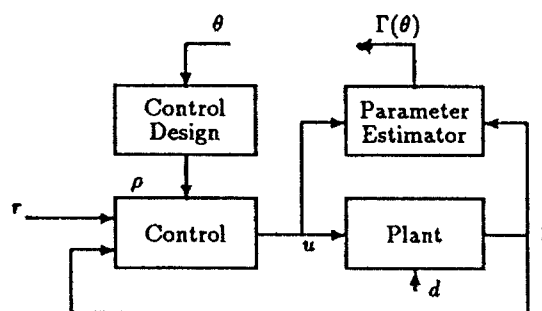 θ
Γ(θ)
Control
Design
Parameter
Estimator
ρ
r
Control
u
Plant
d